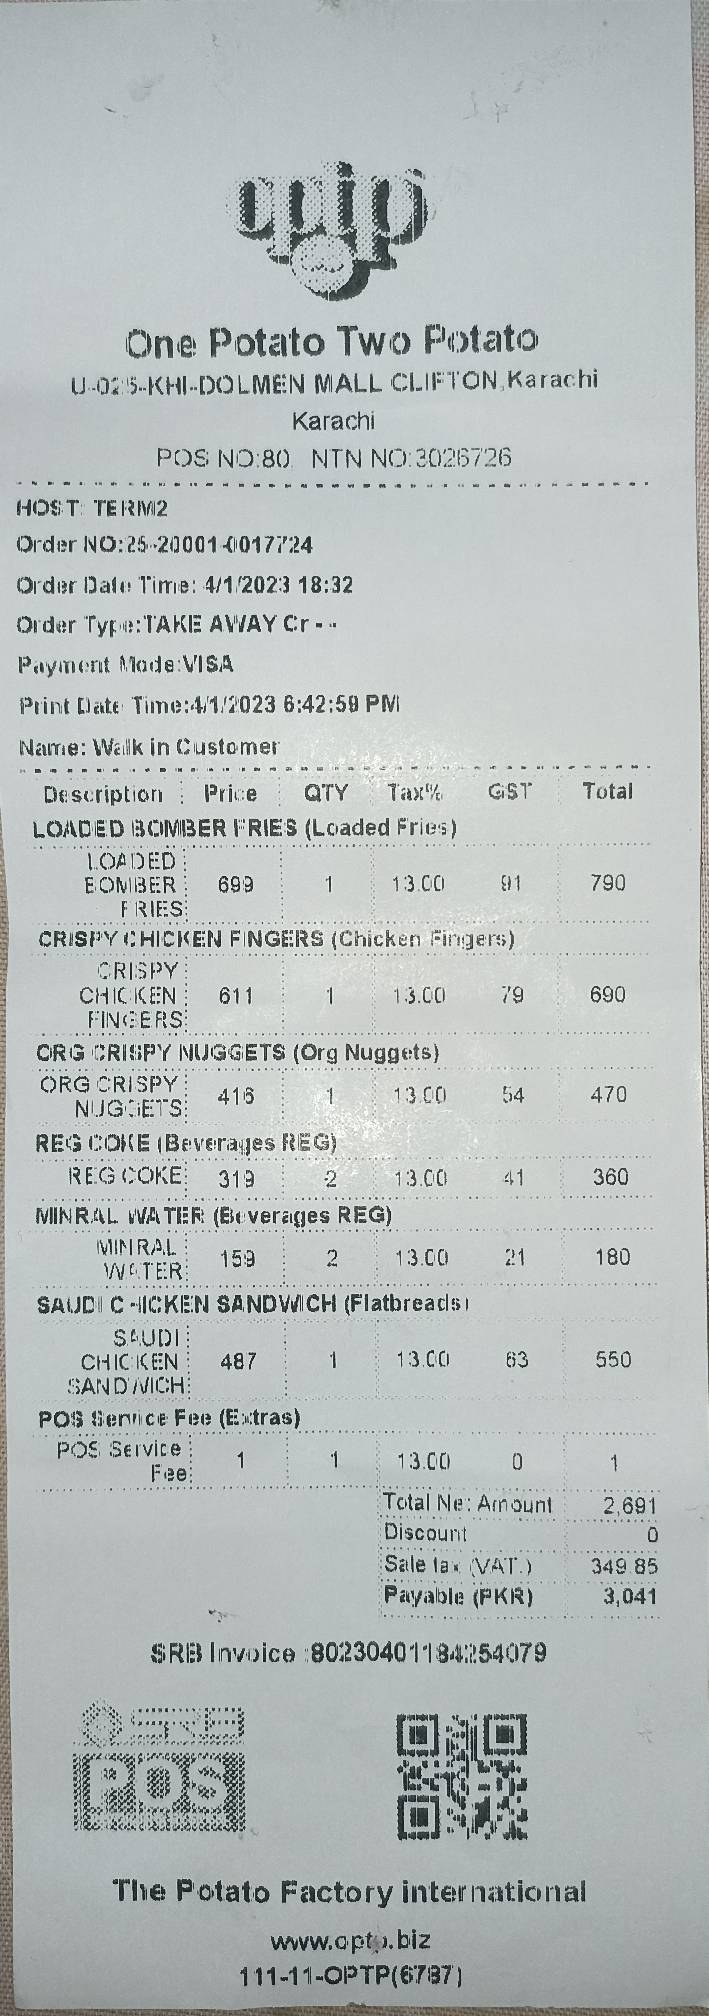 optp
One Potato Two Potato
U-025-KHI-DOLMEN MALL CLIFTON,Karachi
Karachi
POS NO:80 NTN NO:3026726
HOST: TERM2
Order NO:25-20001-0017724
Order Date Time: 4/1/2023 18:32
Order Type:TAKE AWAY Cr--
Payment Mode:VISA
Print Date Time:4/1/2023 6:42:59 PM
Name: Walk in Customer
Description Price QTY Tax% GST Total
LOADED BOMBER FRIES (Loaded Fries)
LOADED
BOMBER 699 1 13.00 91 790
FRIES
CRISPY CHICKEN FINGERS (Chicken Fingers)
CRISPY
CHICKEN 611 1 13.00 79 690
FINGERS
ORG CRISPY NUGGETS (Org Nuggets)
ORG CRISPY
NUGGETS 416 1 13.00 54 470
REG COKE (Beverages REG)
REG COKE 319 2 13.00 41 360
MINRAL WATER (Beverages REG)
MINRAL
WATER 159 2 13.00 21 180
SAUDI CHICKEN SANDWICH (Flatbreads)
SAUDI
CHICKEN 487 1 13.00 63 550
SANDWICH
POS Service Fee (Extras)
POS Service
Fee 1 1 13.00 0 1
Total Net Amount 2,691
Discount 0
Sale tax (VAT.) 349.85
Payable (PKR) 3,041
SRB Invoice :80230401184254079
SRB
POS
The Potato Factory international
www.optp.biz
111-11-OPTP(6787)